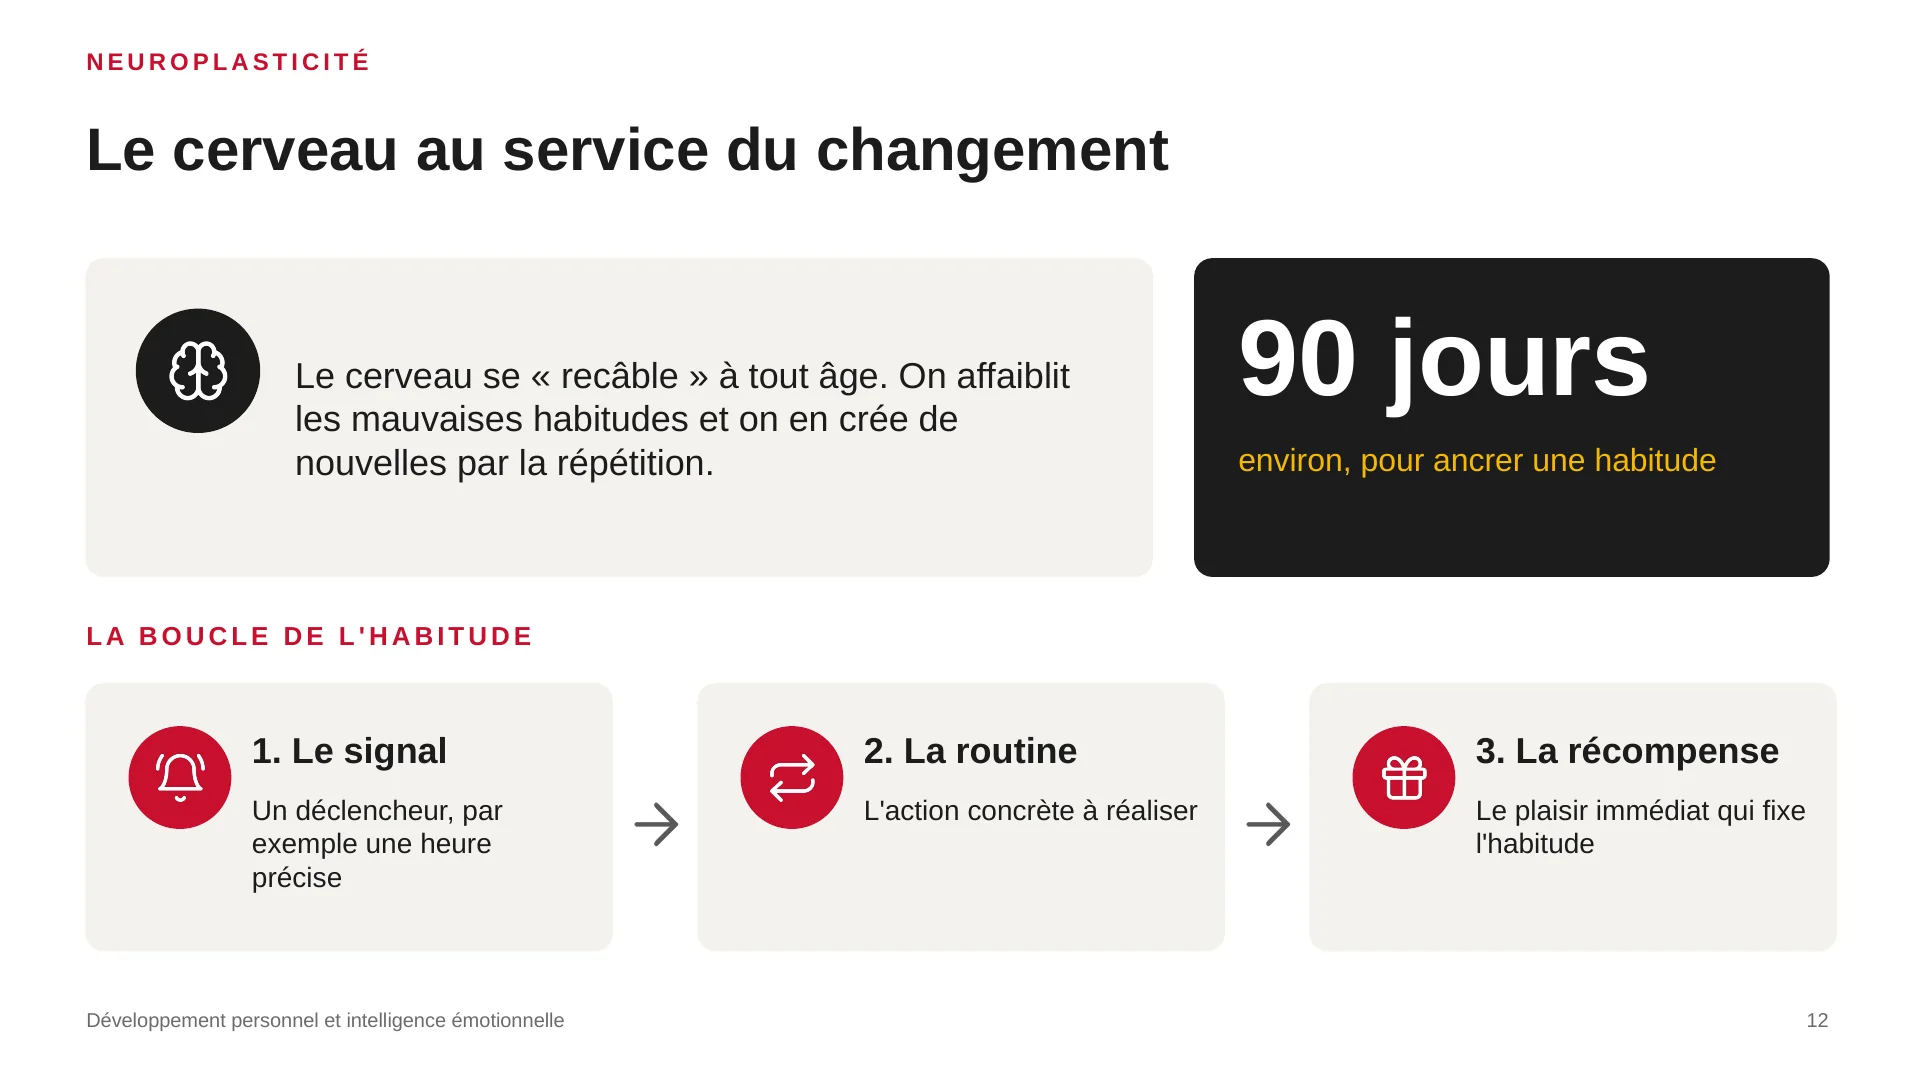 NEUROPLASTICITÉ
Le cerveau au service du changement
Le cerveau se « recâble » à tout âge. On affaiblit
les mauvaises habitudes et on en crée de
nouvelles par la répétition.
90 jours
environ, pour ancrer une habitude
LA BOUCLE DE L'HABITUDE
1. Le signal
Un déclencheur, par
exemple une heure
précise
2. La routine
L'action concrète à réaliser
3. La récompense
Le plaisir immédiat qui fixe
l'habitude
Développement personnel et intelligence émotionnelle
12